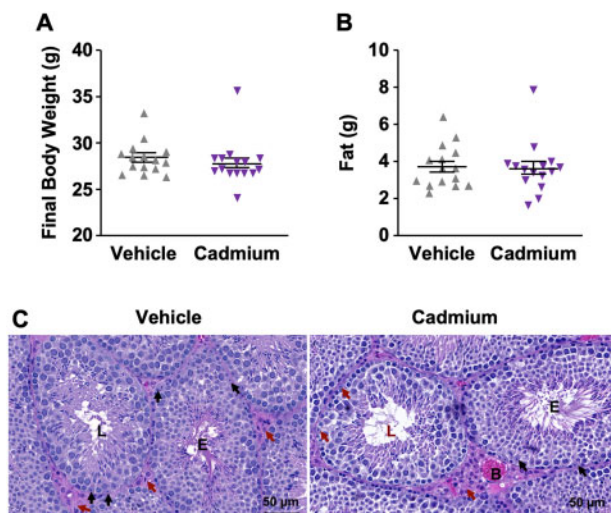 A
Final Body Weight (g)
40
35
30
25
20
Vehicle Cadmium
B
Fat (g)
10
8
6
4
2
0
Vehicle Cadmium
C
Vehicle
L
E
50 µm
Cadmium
L
E
B
50 µm